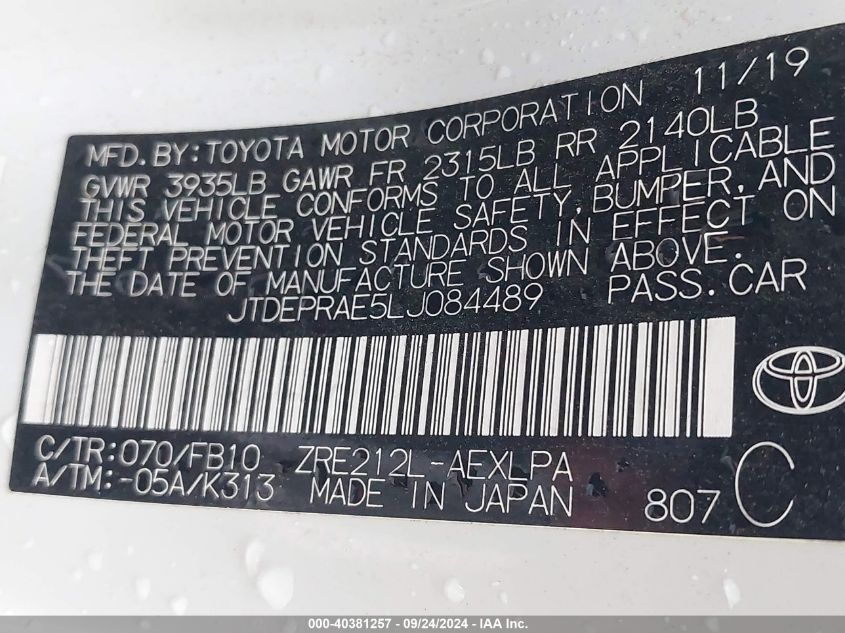 MFD. BY: TOYOTA MOTOR CORPORATION 11/19
GVWR 3935LB GAWR FR 2315LB RR 2140LB
THIS VEHICLE CONFORMS TO ALL APPLICABLE
FEDERAL MOTOR VEHICLE SAFETY, BUMPER, AND
THEFT PREVENTION STANDARDS IN EFFECT ON
THE DATE OF MANUFACTURE SHOWN ABOVE.
JTDEPRAE5LJ084489 PASS. CAR
C/TR: 070/FB10 ZRE212L-AEXLPA
A/TM: -05A/K313 MADE IN JAPAN 807 C
000-40381257 - 09/24/2024 - IAA Inc.